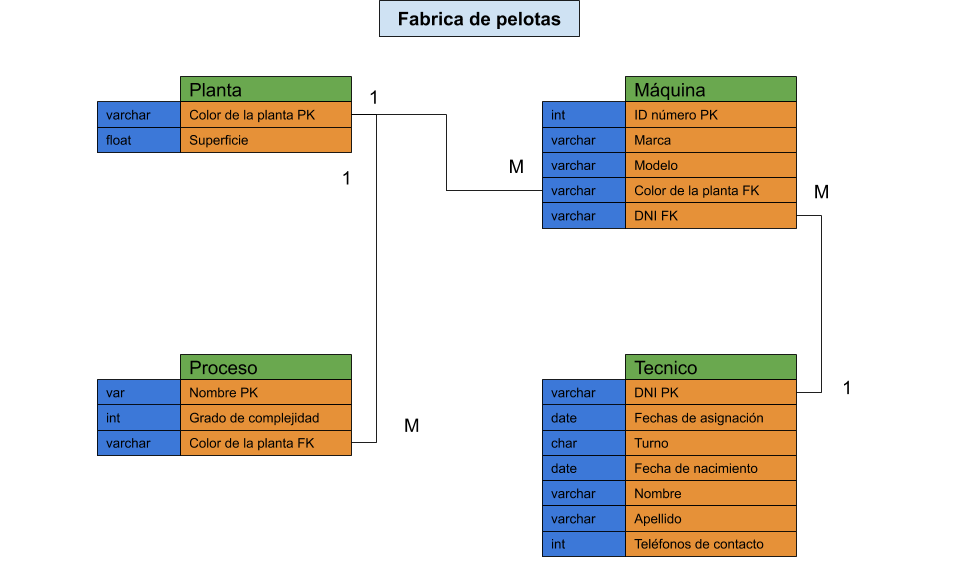 Fabrica de pelotas
Planta
varchar Color de la planta PK
float Superficie
1
1
Máquina
int ID número PK
varchar Marca
varchar Modelo
varchar Color de la planta FK
varchar DNI FK
M
M
Proceso
var Nombre PK
int Grado de complejidad
varchar Color de la planta FK
M
Tecnico
varchar DNI PK
date Fechas de asignación
char Turno
date Fecha de nacimiento
varchar Nombre
varchar Apellido
int Teléfonos de contacto
1